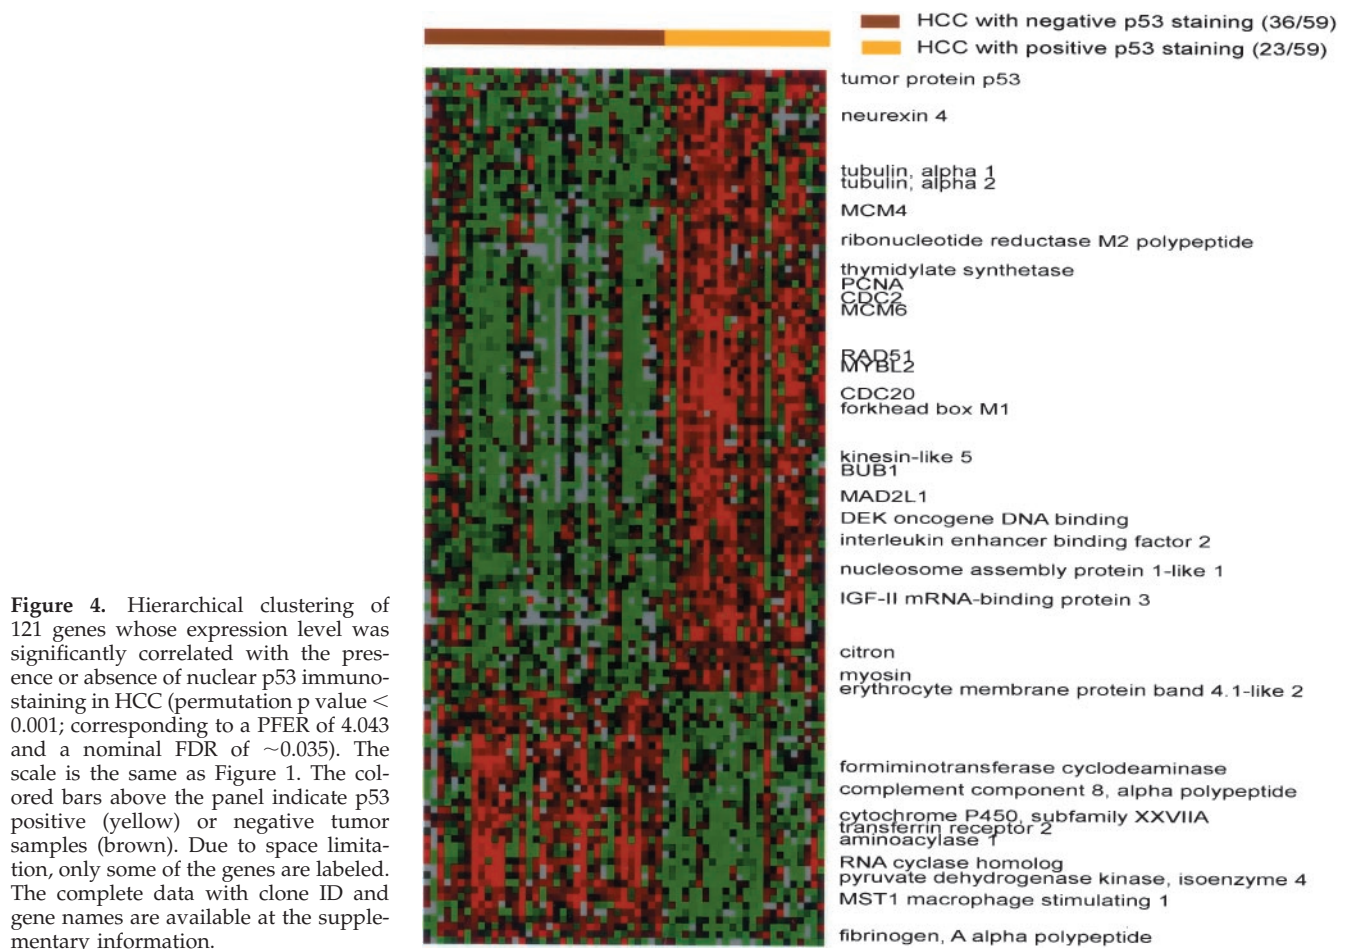 HCC with negative p53 staining (36/59)
HCC with positive p53 staining (23/59)
tumor protein p53
neurexin 4
tubulin, alpha 1
tubulin, alpha 2
MCM4
ribonucleotide reductase M2 polypeptide
thymidylate synthetase
PCNA
CDC2
MCM6
RAD51
MYBL2
CDC20
forkhead box M1
kinesin-like 5
BUB1
MAD2L1
DEK oncogene DNA binding
interleukin enhancer binding factor 2
nucleosome assembly protein 1-like 1
IGF-II mRNA-binding protein 3
citron
myosin
erythrocyte membrane protein band 4.1-like 2
formiminotransferase cyclodeaminase
complement component 8, alpha polypeptide
cytochrome P450, subfamily XXVIIA
transferrin receptor 2
aminoacylase 1
RNA cyclase homolog
pyruvate dehydrogenase kinase, isoenzyme 4
MST1 macrophage stimulating 1
fibrinogen, A alpha polypeptide
Figure 4. Hierarchical clustering of
121 genes whose expression level was
significantly correlated with the pres-
ence or absence of nuclear p53 immuno-
staining in HCC (permutation p value <
0.001; corresponding to a PFER of 4.043
and a nominal FDR of ~0.035). The
scale is the same as Figure 1. The col-
ored bars above the panel indicate p53
positive (yellow) or negative tumor
samples (brown). Due to space limita-
tion, only some of the genes are labeled.
The complete data with clone ID and
gene names are available at the supple-
mentary information.